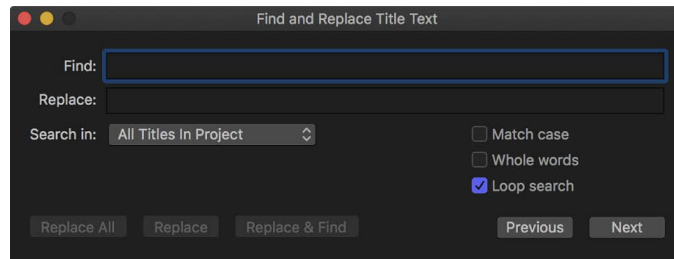 Find and Replace Title Text
Find:
Replace:
Search in: All Titles In Project
Match case
Whole words
Loop search
Replace All Replace Replace & Find Previous Next